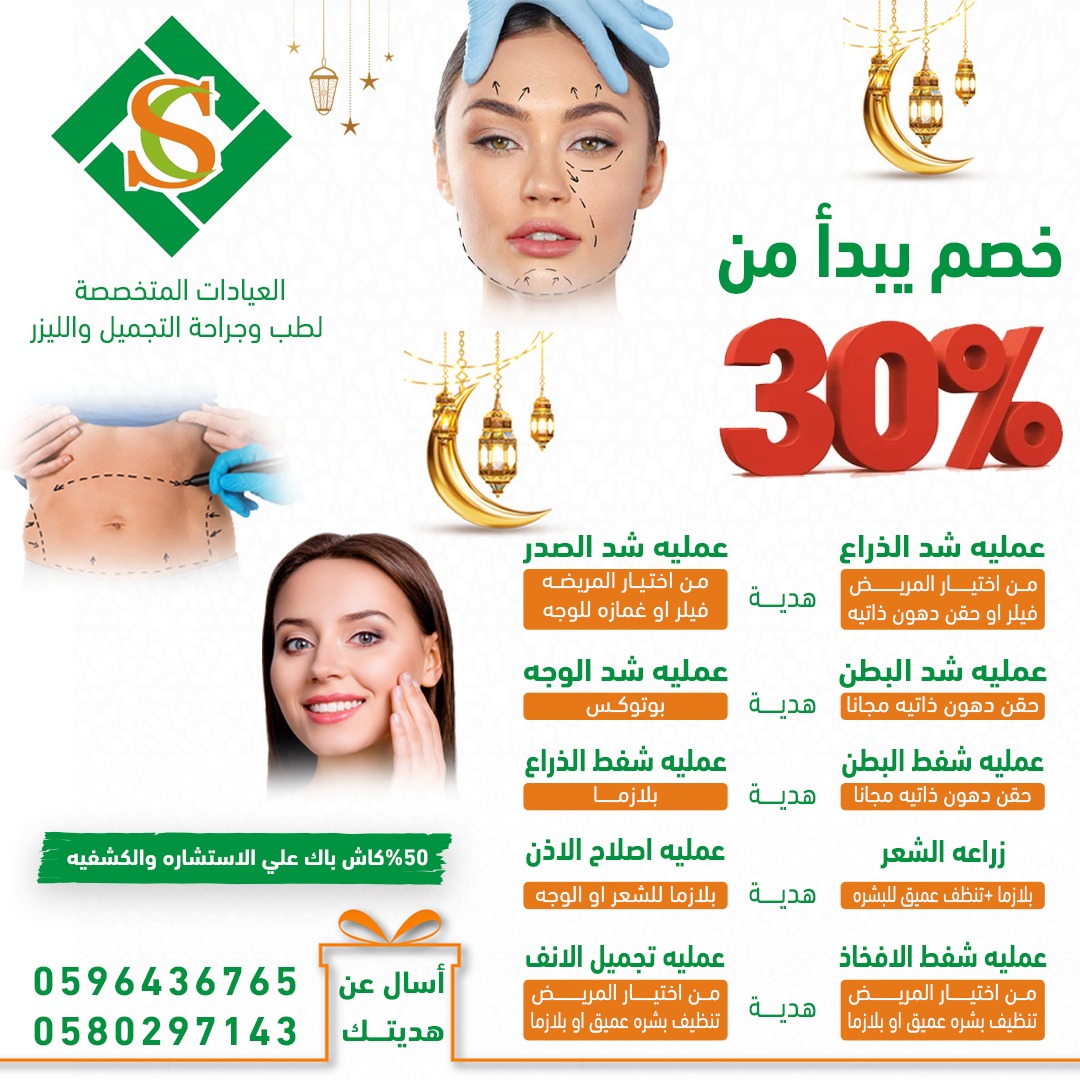 SC
العيادات المتخصصة
لطب وجراحة التجميل والليزر
خصم يبدأ من
30%
عمليه شد الذراع
من اختيار المريض
فيلر او حقن دهون ذاتيه
هدية
عمليه شد الصدر
من اختيار المريضه
فيلر او غمازه للوجه
عمليه شد البطن
حقن دهون ذاتيه مجانا
هدية
عمليه شد الوجه
بوتوكس
عمليه شفط البطن
حقن دهون ذاتيه مجانا
هدية
عمليه شفط الذراع
بلازما
زراعه الشعر
بلازما +تنظف عميق للبشره
هدية
عمليه اصلاح الاذن
بلازما للشعر او الوجه
عمليه شفط الافخاذ
من اختيار المريض
تنظيف بشره عميق او بلازما
هدية
عمليه تجميل الانف
من اختيار المريض
تنظيف بشره عميق او بلازما
50%كاش باك علي الاستشاره والكشفيه
أسال عن
هديتك
0596436765
0580297143